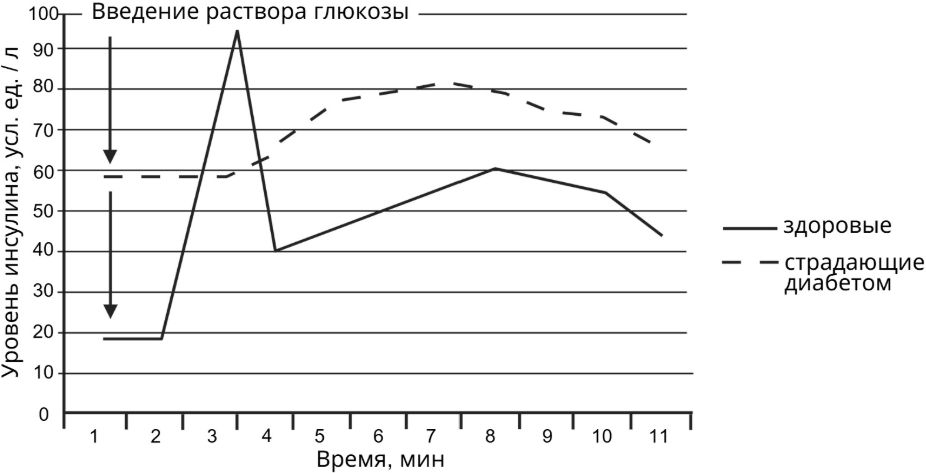 Введение раствора глюкозы
Уровень инсулина, усл. ед. / л
100
90
80
70
60
50
40
30
20
10
0
1 2 3 4 5 6 7 8 9 10 11
Время, мин
здоровые
страдающие
диабетом